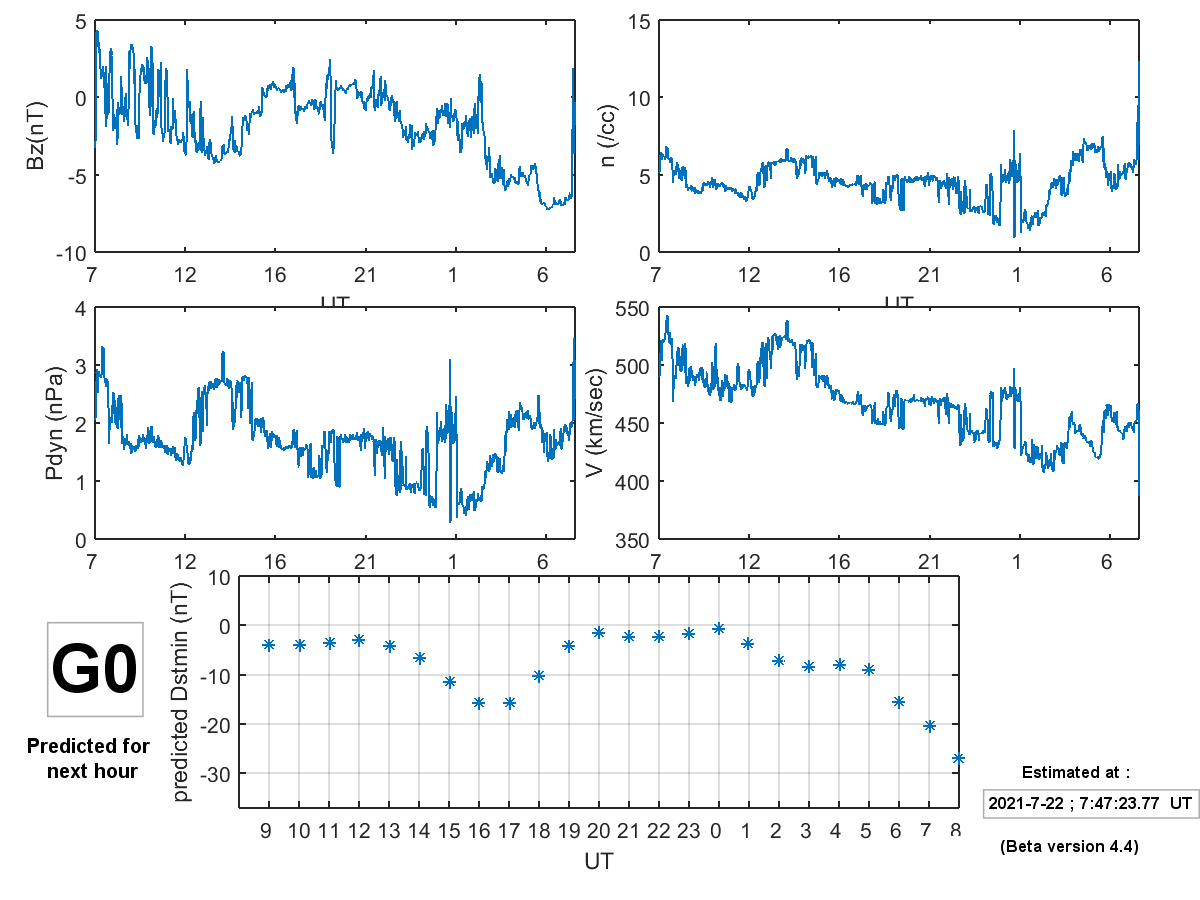 5
0
-5
-10
Bz(nT)
7 12 16 21 1 6
UT
15
10
5
0
n (/cc)
7 12 16 21 1 6
UT
4
3
2
1
0
Pdyn (nPa)
7 12 16 21 1 6
550
500
450
400
350
V (km/sec)
7 12 16 21 1 6
10
0
-10
-20
-30
predicted Dstmin (nT)
9 10 11 12 13 14 15 16 17 18 19 20 21 22 23 0 1 2 3 4 5 6 7 8
UT
G0
Predicted for
next hour
Estimated at :
2021-7-22 ; 7:47:23.77 UT
(Beta version 4.4)